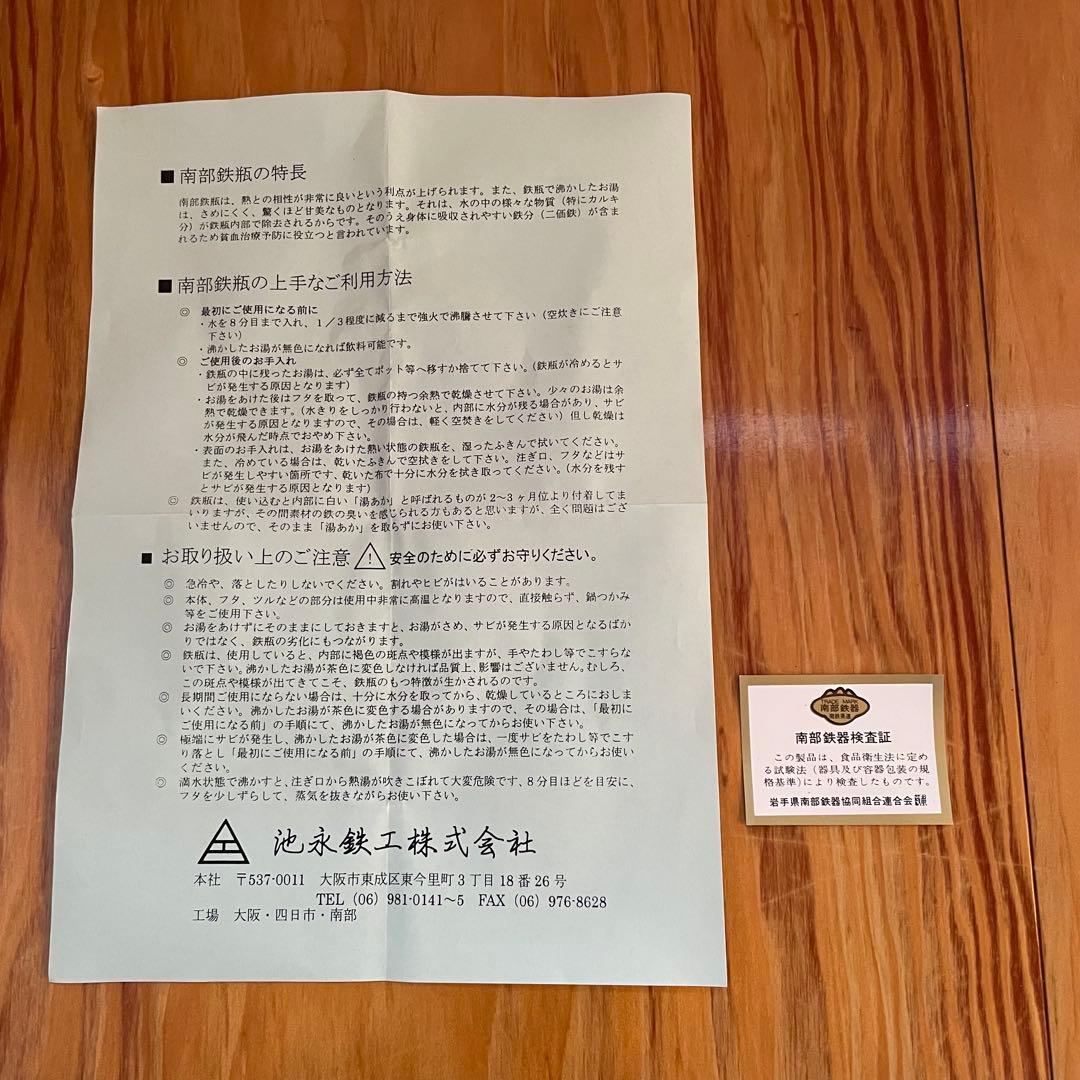 ■ 南部鉄瓶の特長
南部鉄瓶は、熱との相性が非常に良いという利点が上げられます。また、鉄瓶で沸かしたお湯
は、さめにくく、驚くほど甘美なものとなります。それは、水の中の様々な物質（特にカルキ
分）が鉄瓶内部で除去されるからです。そのうえ身体に吸収されやすい鉄分（二価鉄）が含ま
れるため貧血治療予防に役立つと言われています。
■ 南部鉄瓶の上手なご利用方法
◎ 最初にご使用になる前に
・水を８分目まで入れ、１／３程度に減るまで強火で沸騰させて下さい（空炊きにご注意
下さい）
・沸かしたお湯が無色になれば飲料可能です。
◎ ご使用後のお手入れ
・鉄瓶の中に残ったお湯は、必ず全てポット等へ移すか捨てて下さい。（鉄瓶が冷めるとサ
ビが発生する原因となります）
・お湯をあけた後はフタを取って、鉄瓶の持つ余熱で乾燥させて下さい。少々のお湯は余
熱で乾燥できます。（水きりをしっかり行わないと、内部に水分が残る場合があり、サビ
が発生する原因となりますので、その場合は、軽く空焚きをしてください）但し乾燥は
水分が飛んだ時点でおやめ下さい。
・表面のお手入れは、お湯をあけた熱い状態の鉄瓶を、湿ったふきんで拭いてください。
また、冷めている場合は、乾いたふきんで空拭きをして下さい。注ぎロ、フタなどはサ
ビが発生しやすい箇所です、乾いた布で十分に水分を拭き取ってください。（水分を残す
とサビが発生する原因となります）
◎ 鉄瓶は、使い込むと内部に白い「湯あか」と呼ばれるものが２〜３ヶ月位より付着してま
いりますが、その間素材の鉄の臭いを感じられる方もあると思いますが、全く問題はござ
いませんので、そのまま「湯あか」を取らずにお使い下さい。
■ お取り扱い上のご注意 ⚠ 安全のために必ずお守りください。
◎ 急冷や、落としたりしないでください。割れやヒビがはいることがあります。
◎ 本体、フタ、ツルなどの部分は使用中非常に高温となりますので、直接触らず、鍋つかみ
等をご使用下さい。
◎ お湯をあけずにそのままにしておきますと、お湯がさめ、サビが発生する原因となるばか
りではなく、鉄瓶の劣化にもつながります。
◎ 鉄瓶は、使用していると、内部に褐色の斑点や模様が出ますが、手やたわし等でこすらな
いで下さい。沸かしたお湯が茶色に変色しなければ品質上、影響はございません。むしろ、
この斑点や模様が出てきてこそ、鉄瓶のもつ特徴が生かされるのです。
◎ 長期間ご使用にならない場合は、十分に水分を取ってから、乾燥しているところにおしま
いください。沸かしたお湯が茶に変色する場合がありますので、その場合は、「最初に
ご使用になる前」の手順にて、沸かしたお湯が無色になってからお使い下さい。
◎ 極端にサビが発生し、沸かしたお湯が茶に変色した場合は、一度サビをたわし等でこす
り落とし「最初にご使用になる前」の手順にて、沸かしたお湯が無色になってからお使い
ください。
◎ 満水状態で沸かすと、注ぎ口から熱湯が吹きこぼれて大変危険です、８分目ほどを目安に、
フタを少しずらして、蒸気を抜きながらお使い下さい。
池永鉄工株式会社
本社 〒537-0011 大阪市東成区東今里町３丁目18番26号
TEL（06）981-0141〜5 FAX（06）976-8628
工場 大阪・四日市・南部
TRADE MARK
南部鉄器
南鉄県連
南部鉄器検査証
この製品は、食品衛生法に定め
る試験法（器具及び容器包装の規
格基準）により検査したものです。
岩手県南部鉄器協同組合連合会